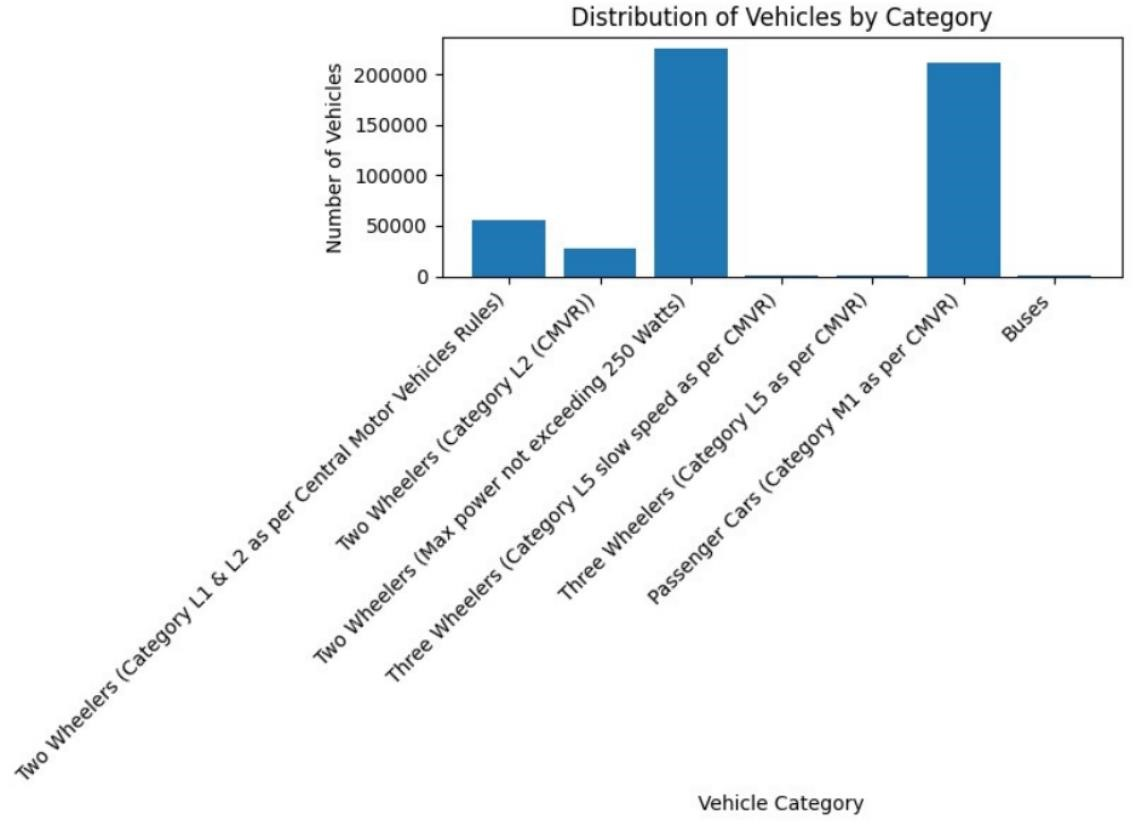 Distribution of Vehicles by Category
Number of Vehicles
200000
150000
100000
50000
0
Two Wheelers (Category L1 & L2 as per Central Motor Vehicles Rules)
Two Wheelers (Category L2 (CMVR))
Two Wheelers (Max power not exceeding 250 Watts)
Three Wheelers (Category L5 slow speed as per CMVR)
Three Wheelers (Category L5 as per CMVR)
Passenger Cars (Category M1 as per CMVR)
Buses
Vehicle Category